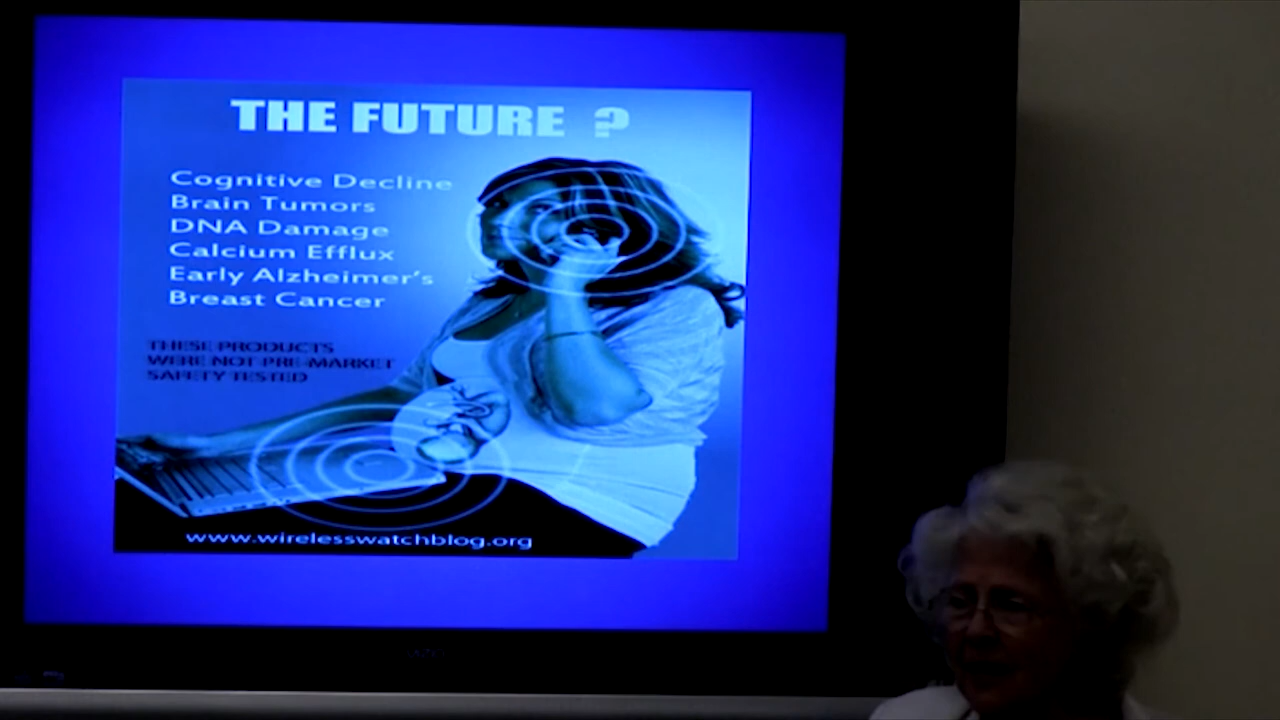 THE FUTURE ?
Cognitive Decline
Brain Tumors
DNA Damage
Calcium Efflux
Early Alzheimer's
Breast Cancer
THESE PRODUCTS
WERE NOT PRE-MARKET
SAFETY TESTED
www.wirelesswatchblog.org